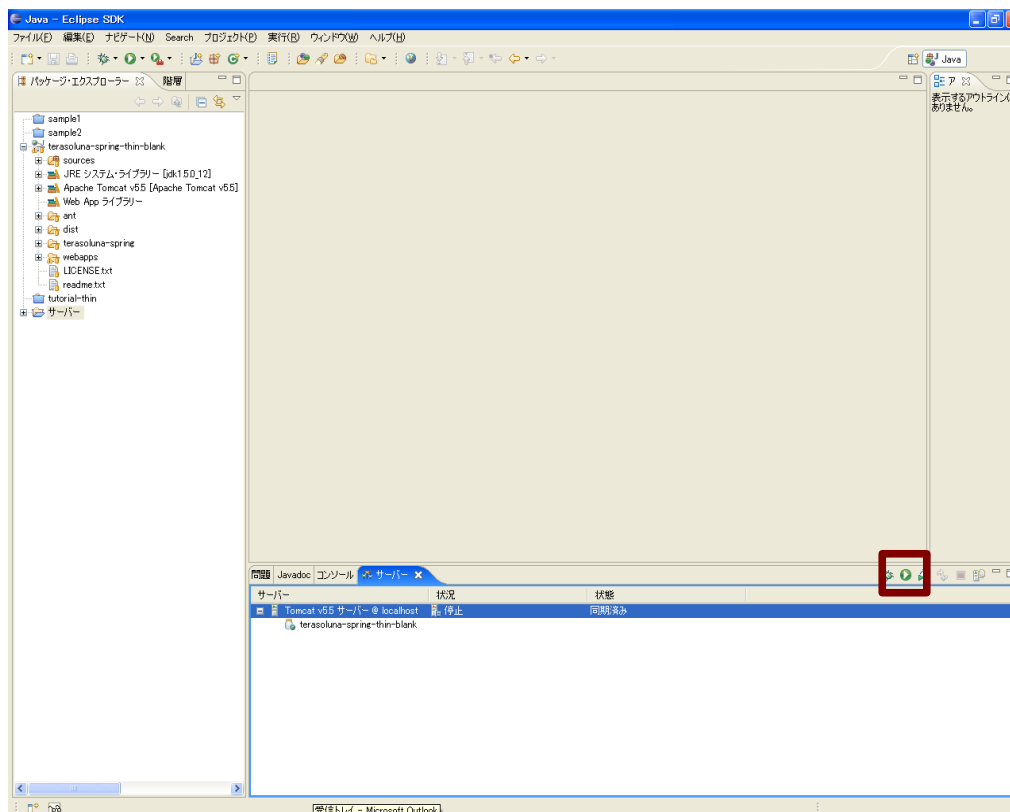 Java - Eclipse SDK
ファイル(F) 編集(E) ナビゲート(N) Search プロジェクト(P) 実行(R) ウィンドウ(W) ヘルプ(H)
Java
パッケージ・エクスプローラー 階層
ア
表示するアウトライン
ありません。
sample1
sample2
terasoluna-spring-thin-blank
sources
JRE システム・ライブラリー [jdk1.5.0_12]
Apache Tomcat v5.5 [Apache Tomcat v5.5]
Web App ライブラリー
ant
dist
terasoluna-spring
webapps
LICENSE.txt
readme.txt
tutorial-thin
サーバー
問題 Javadoc コンソール サーバー
サーバー 状況 状態
Tomcat v5.5 サーバー @ localhost 停止 同期済み
terasoluna-spring-thin-blank
受信トレイ - Microsoft Outlook